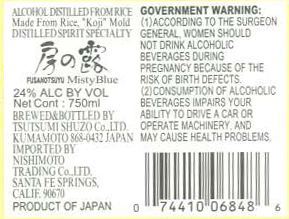 ALCOHOL DISTILLED FROM RICE
Made From Rice, "Koji" Mold
DISTILLED SPIRIT SPECIALTY
房の露
FUSANOTSUYU MistyBlue
24% ALC BY VOL
Net Cont : 750ml
BREWED&BOTTLED BY
TSUTSUMI SHUZO Co.,LTD.
KUMAMOTO 868-0432 JAPAN
IMPORTED BY
NISHIMOTO
TRADING Co.,LTD.
SANTA FE SPRINGS,
CALIF. 90670
PRODUCT OF JAPAN
GOVERNMENT WARNING:
(1)ACCORDING TO THE SURGEON
GENERAL, WOMEN SHOULD
NOT DRINK ALCOHOLIC
BEVERAGES DURING
PREGNANCY BECAUSE OF THE
RISK OF BIRTH DEFECTS.
(2)CONSUMPTION OF ALCOHOLIC
BEVERAGES IMPAIRS YOUR
ABILITY TO DRIVE A CAR OR
OPERATE MACHINERY, AND
MAY CAUSE HEALTH PROBLEMS.
0 74410 06848 6